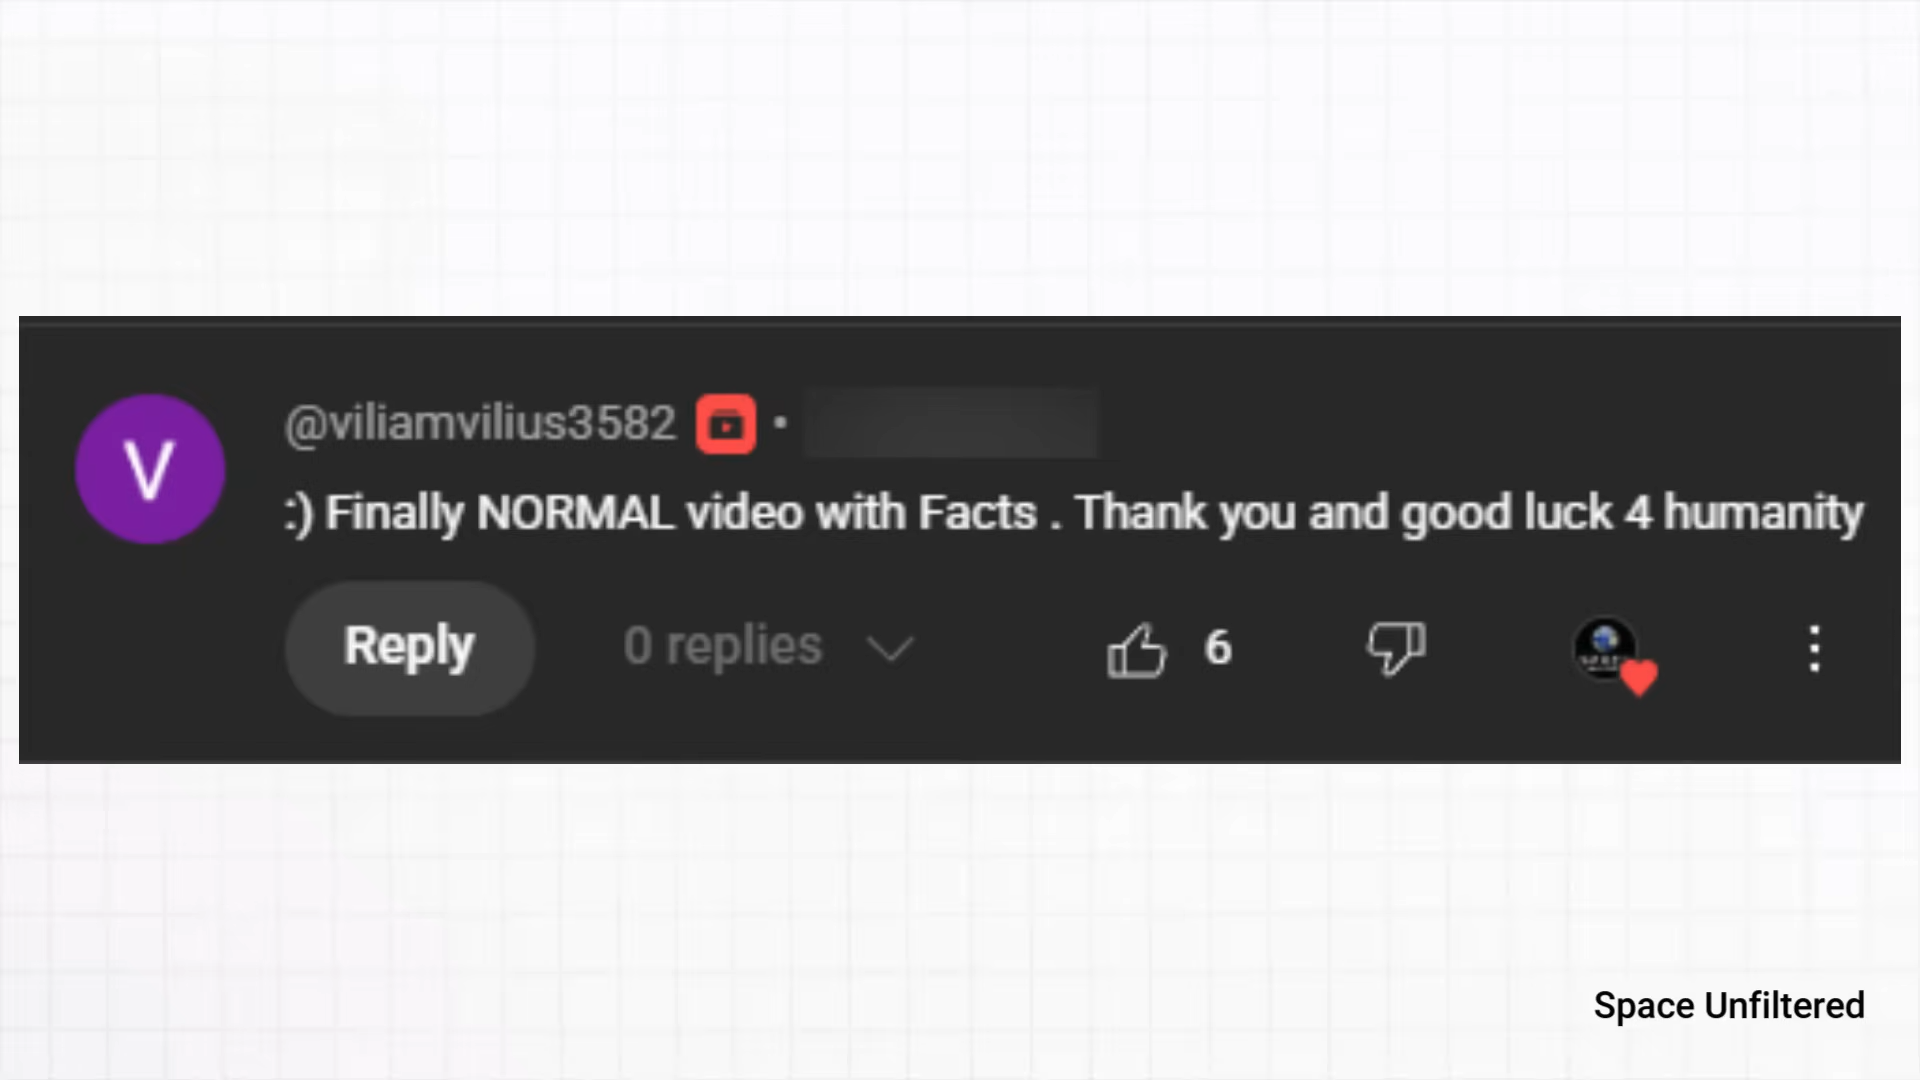 V
@viliamvilius3582 •
:) Finally NORMAL video with Facts . Thank you and good luck 4 humanity
Reply 0 replies 6
Space Unfiltered